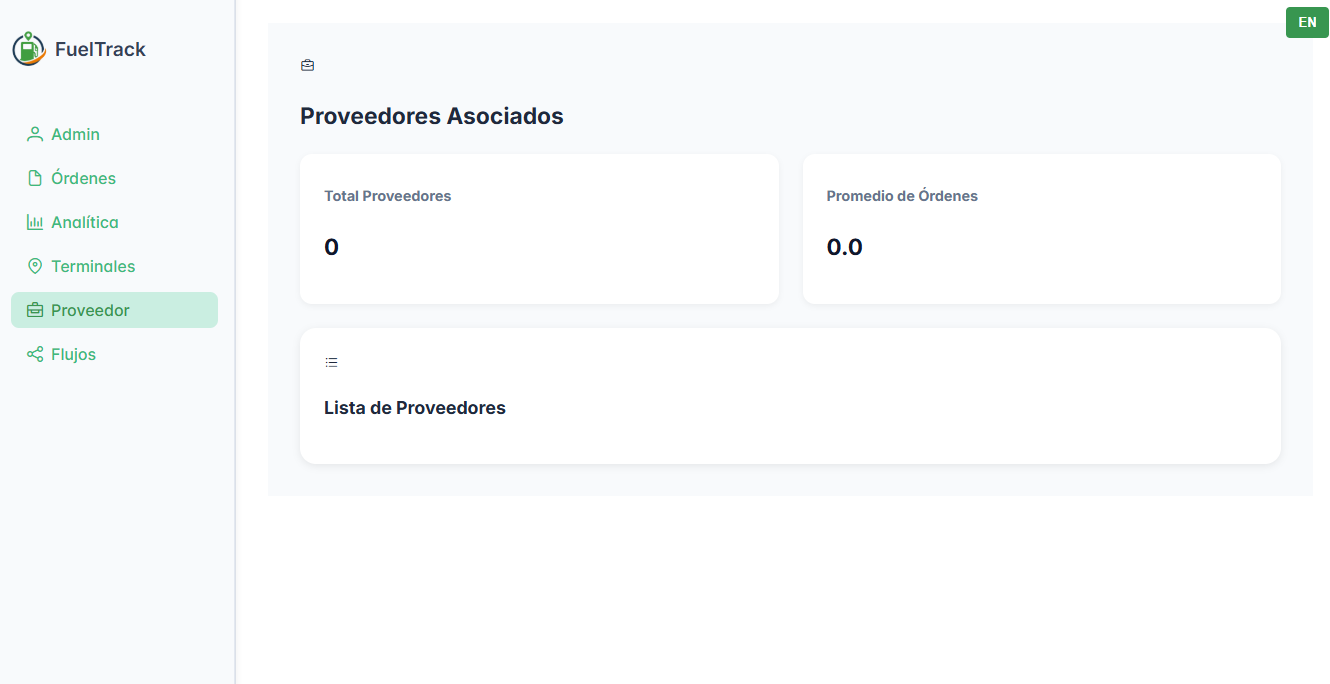 FuelTrack
EN
Admin
Órdenes
Analítica
Terminales
Proveedor
Flujos
Proveedores Asociados
Total Proveedores
0
Promedio de Órdenes
0.0
Lista de Proveedores